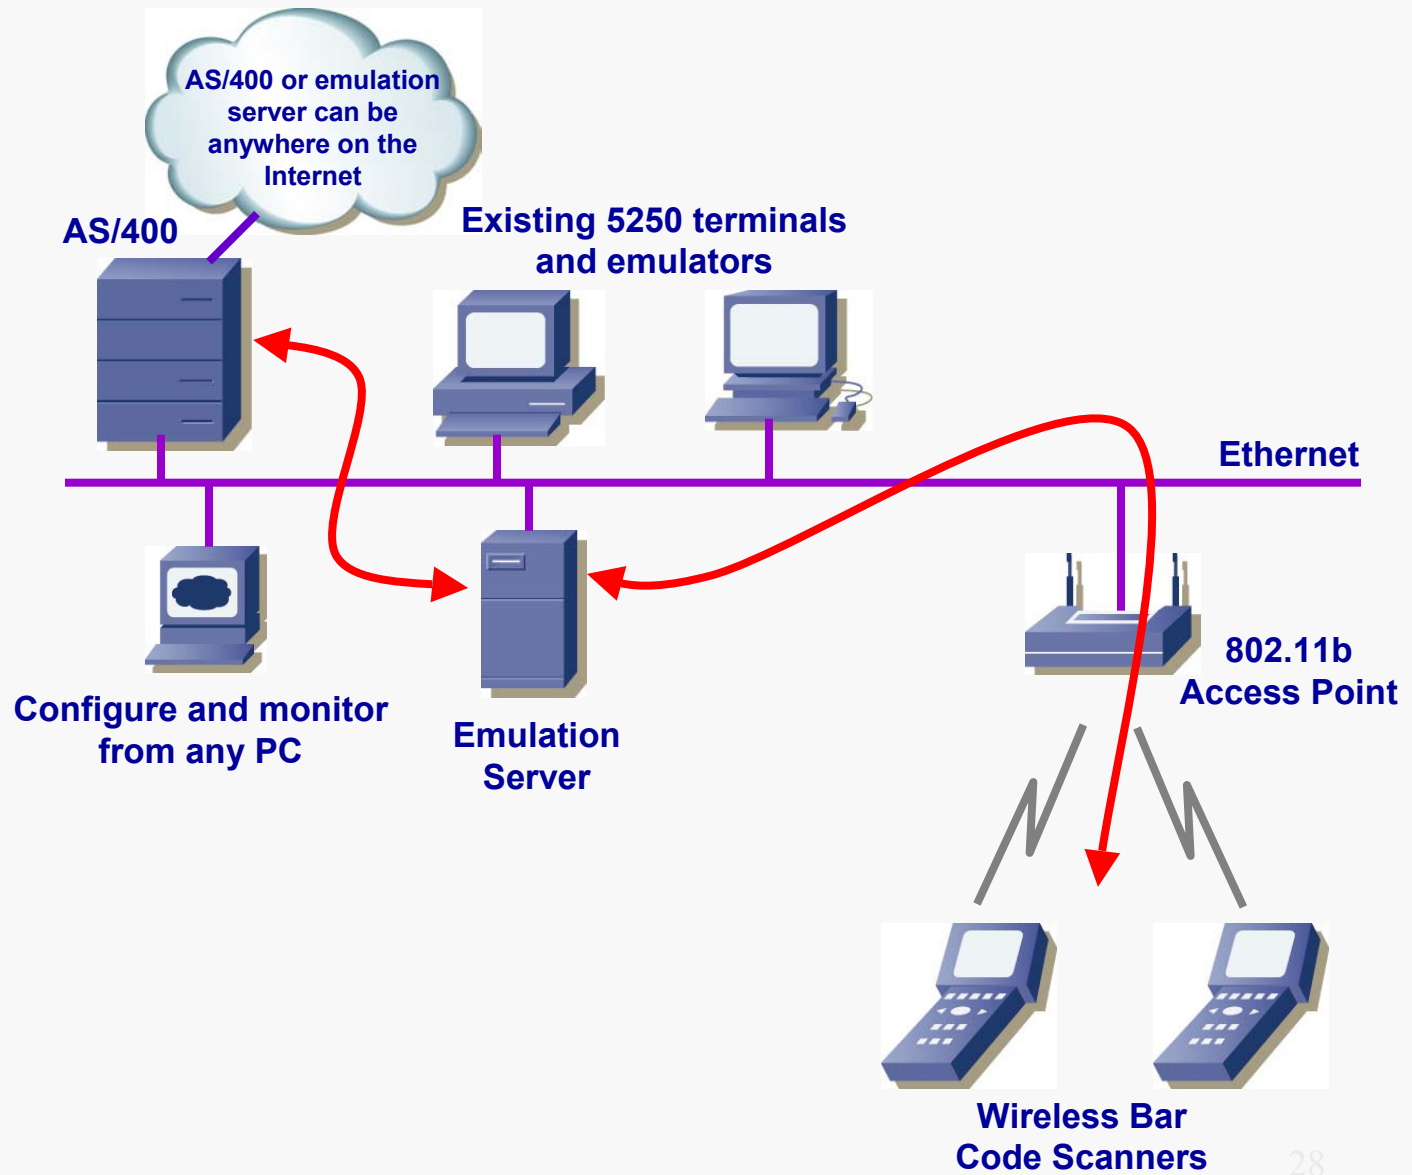 AS/400 or emulation
server can be
anywhere on the
Internet
AS/400
Existing 5250 terminals
and emulators
Ethernet
802.11b
Access Point
Configure and monitor
from any PC
Emulation
Server
Wireless Bar
Code Scanners
28